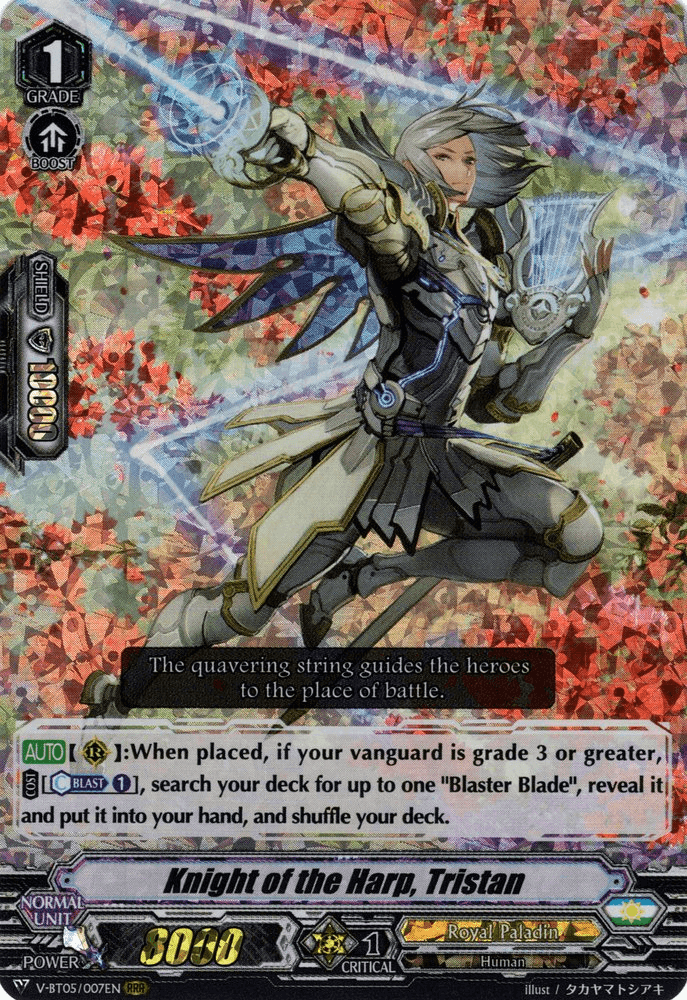 1
GRADE
BOOST
SHIELD
10000
The quavering string guides the heroes
to the place of battle.
AUTO【 R 】:When placed, if your vanguard is grade 3 or greater,
COST [C BLAST 1], search your deck for up to one "Blaster Blade", reveal it
and put it into your hand, and shuffle your deck.
Knight of the Harp, Tristan
NORMAL
UNIT
POWER 8000
1
CRITICAL
Royal Paladin
Human
V-BT05/007EN RRR
illust / タカヤマトシアキ